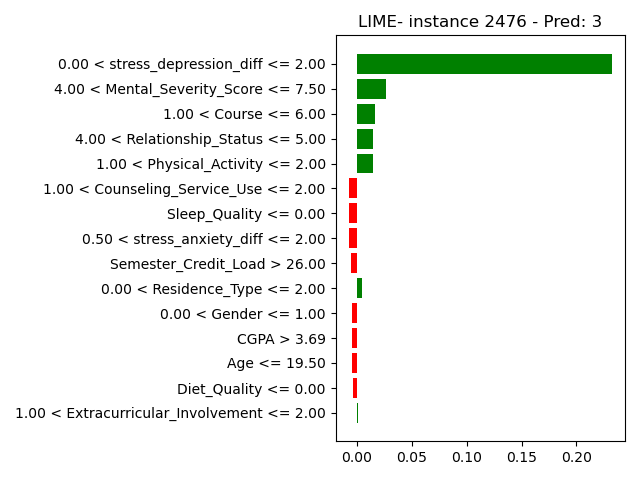 LIME- instance 2476 - Pred: 3
0.00 < stress_depression_diff <= 2.00
4.00 < Mental_Severity_Score <= 7.50
1.00 < Course <= 6.00
4.00 < Relationship_Status <= 5.00
1.00 < Physical_Activity <= 2.00
1.00 < Counseling_Service_Use <= 2.00
Sleep_Quality <= 0.00
0.50 < stress_anxiety_diff <= 2.00
Semester_Credit_Load > 26.00
0.00 < Residence_Type <= 2.00
0.00 < Gender <= 1.00
CGPA > 3.69
Age <= 19.50
Diet_Quality <= 0.00
1.00 < Extracurricular_Involvement <= 2.00
0.00 0.05 0.10 0.15 0.20